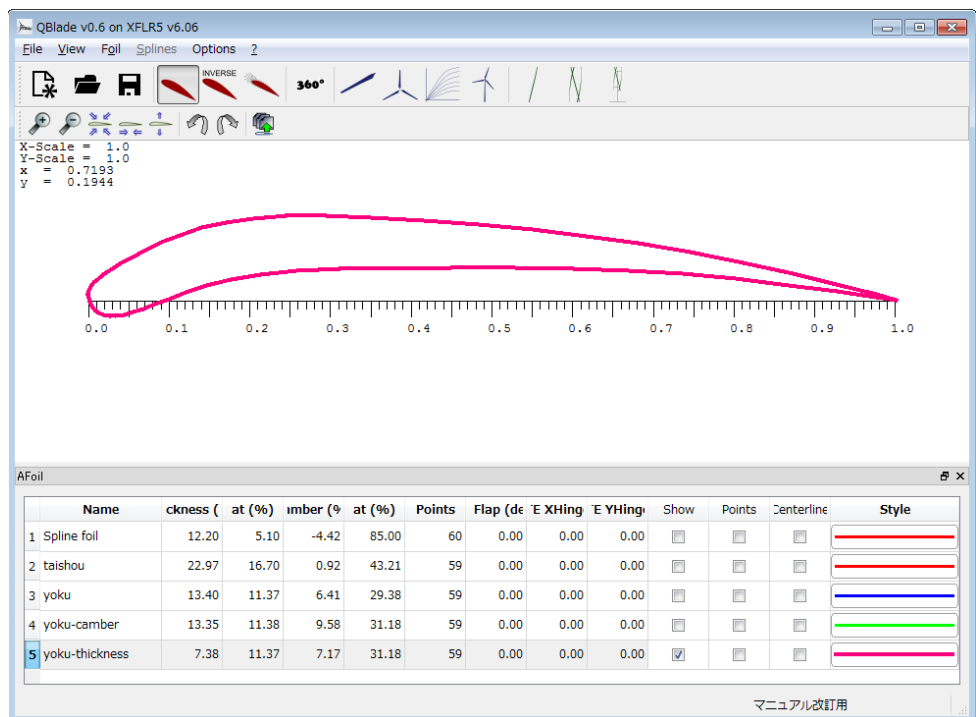 QBlade v0.6 on XFLR5 v6.06
File View Foil Splines Options ?
INVERSE
360°
X-Scale = 1.0
Y-Scale = 1.0
x = 0.7193
y = 0.1944
0.0 0.1 0.2 0.3 0.4 0.5 0.6 0.7 0.8 0.9 1.0
AFoil
Name ckness ( at (%) mber (% at (%) Points Flap (de E XHing E YHing Show Points Centerline Style
1 Spline foil 12.20 5.10 -4.42 85.00 60 0.00 0.00 0.00
2 taishou 22.97 16.70 0.92 43.21 59 0.00 0.00 0.00
3 yoku 13.40 11.37 6.41 29.38 59 0.00 0.00 0.00
4 yoku-camber 13.35 11.38 9.58 31.18 59 0.00 0.00 0.00
5 yoku-thickness 7.38 11.37 7.17 31.18 59 0.00 0.00 0.00
マニュアル改訂用